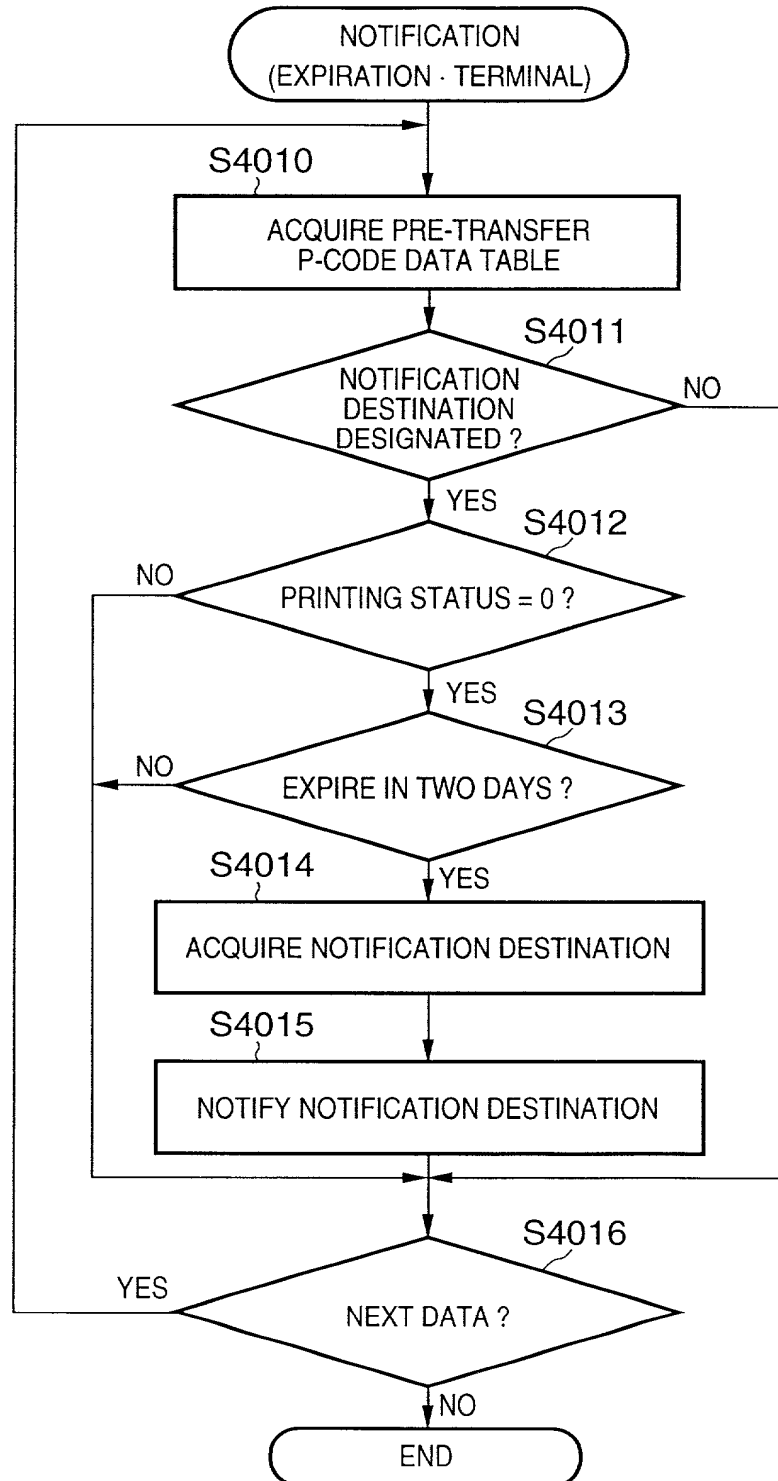 NOTIFICATION
(EXPIRATION · TERMINAL)
S4010
ACQUIRE PRE-TRANSFER
P-CODE DATA TABLE
S4011
NOTIFICATION
DESTINATION
DESIGNATED ?
NO
YES
S4012
NO
PRINTING STATUS = 0 ?
YES
S4013
NO
EXPIRE IN TWO DAYS ?
YES
S4014
ACQUIRE NOTIFICATION DESTINATION
S4015
NOTIFY NOTIFICATION DESTINATION
S4016
YES
NEXT DATA ?
NO
END